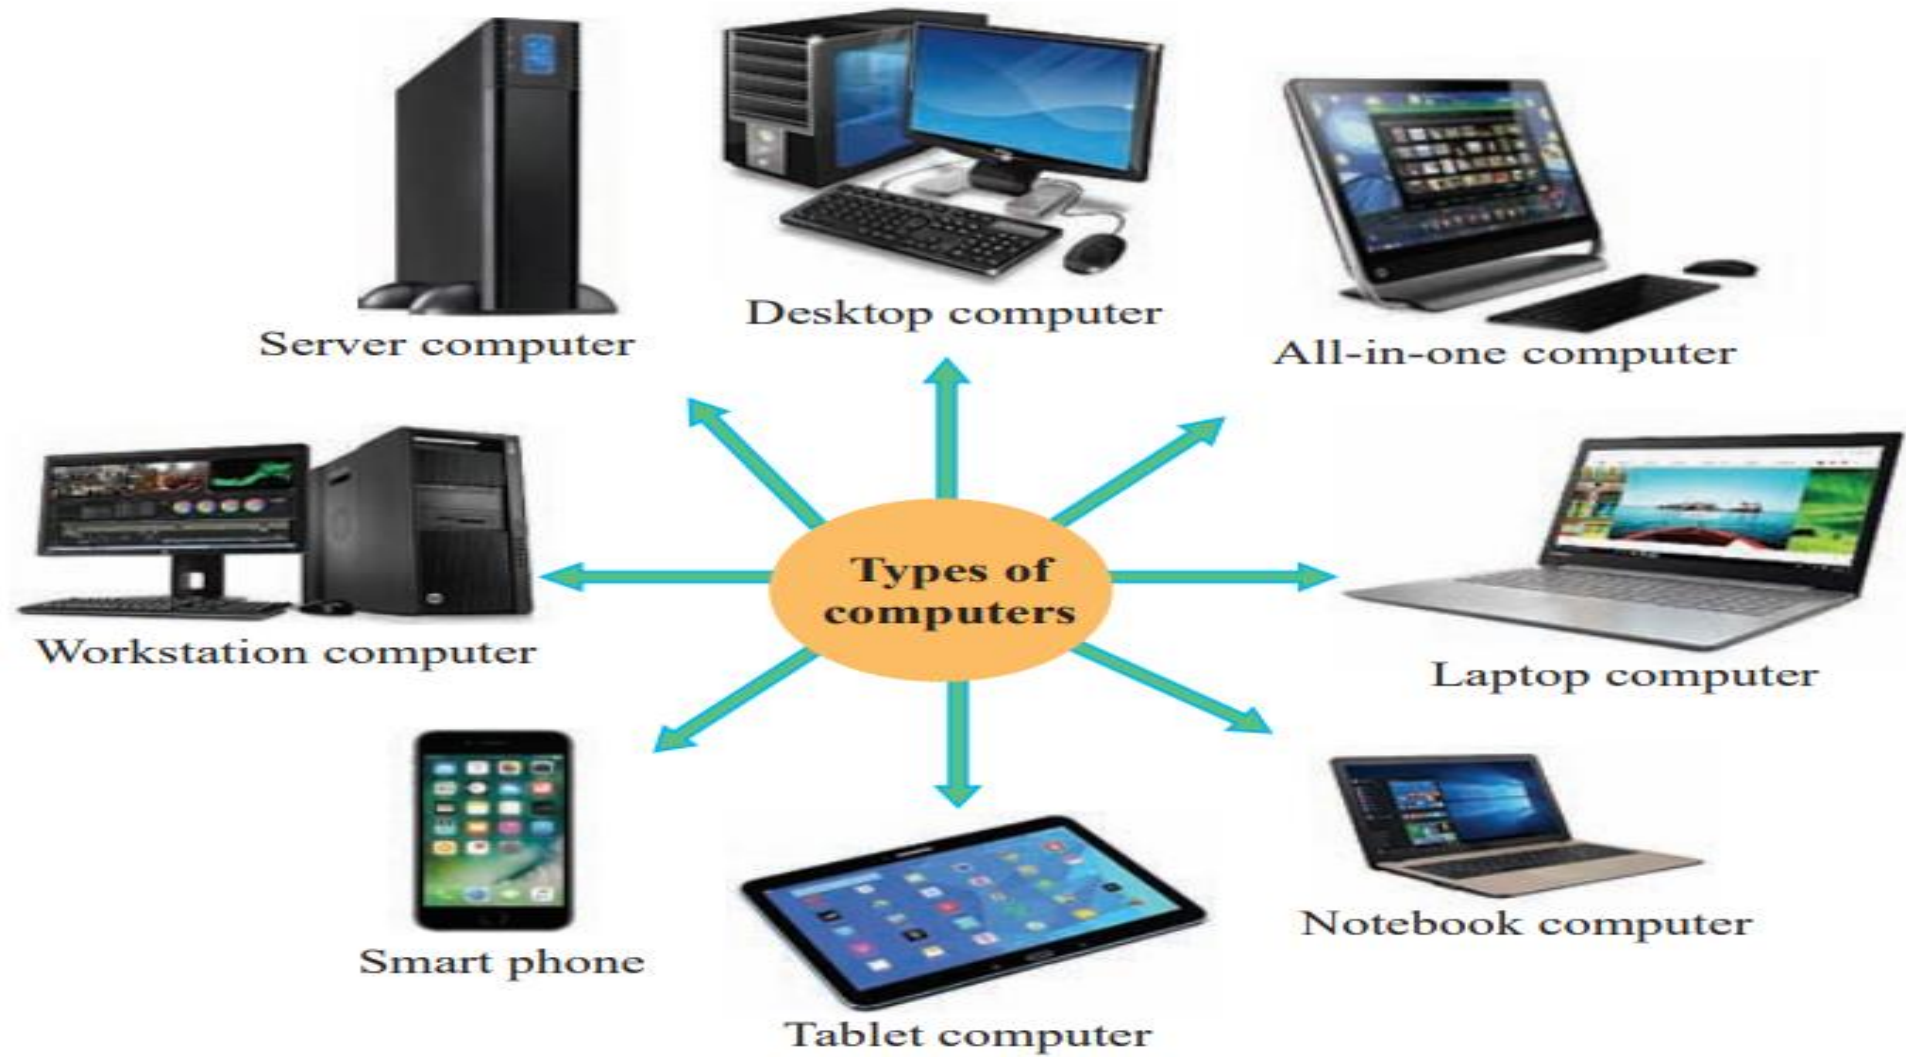 Server computer
Desktop computer
All-in-one computer
Workstation computer
Types of
computers
Laptop computer
Smart phone
Tablet computer
Notebook computer